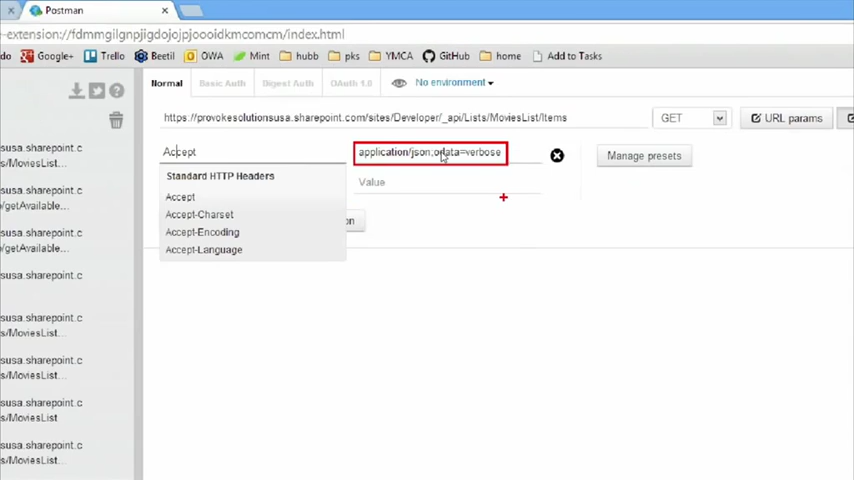 Postman
-extension://fdmmgilgnpjigdojojpjoooidkmcomcm/index.html
do Google+ Trello Beetil OWA Mint hubb pks YMCA GitHub home Add to Tasks
Normal Basic Auth Digest Auth OAuth 1.0 No environment
https://provokesolutionsusa.sharepoint.com/sites/Developer/_api/Lists/MoviesList/Items GET URL params
Accept application/json;odata=verbose Manage presets
Standard HTTP Headers Value
Accept
Accept-Charset
Accept-Encoding on
Accept-Language
susa.sharepoint.c
s/MoviesList...
susa.sharepoint.c
/getAvailable...
susa.sharepoint.c
/getAvailable...
susa.sharepoint.c
susa.sharepoint.c
s/MoviesList...
susa.sharepoint.c
s/MoviesList...
susa.sharepoint.c
s/MoviesList
susa.sharepoint.c
s/MoviesList...